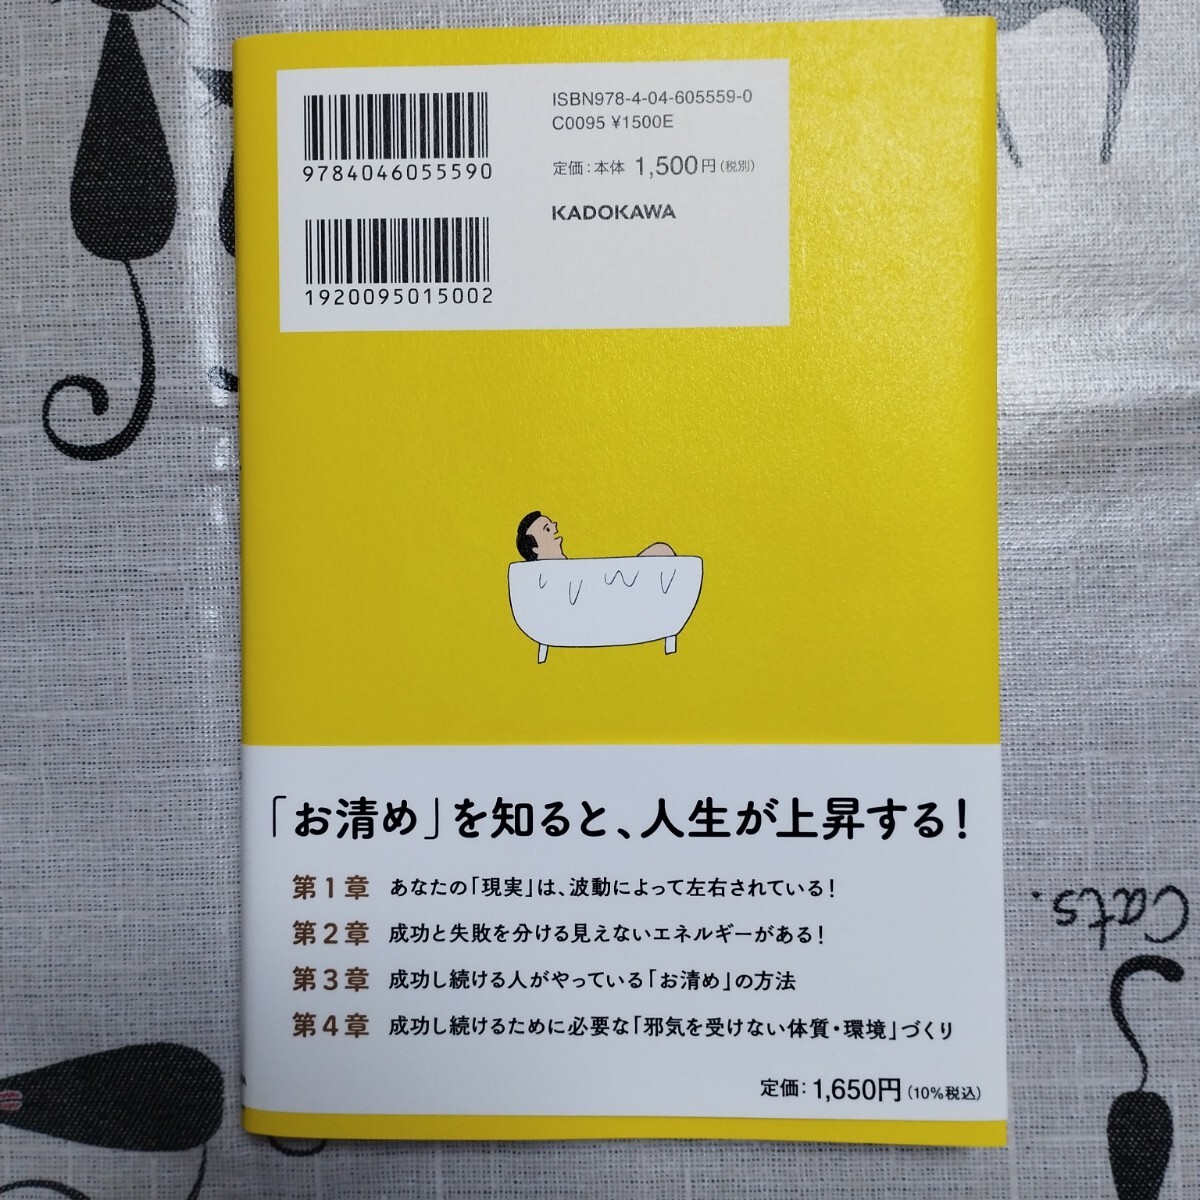 ISBN978-4-04-605559-0
C0095 ¥1500E
定価：本体 1,500円（税別）
KADOKAWA
9784046055590
1920095015002
「お清め」を知ると、人生が上昇する！
第1章 あなたの「現実」は、波動によって左右されている！
第2章 成功と失敗を分ける見えないエネルギーがある！
第3章 成功し続ける人がやっている「お清め」の方法
第4章 成功し続けるために必要な「邪気を受けない体質・環境」づくり
定価：1,650円（10%税込）
Cats.